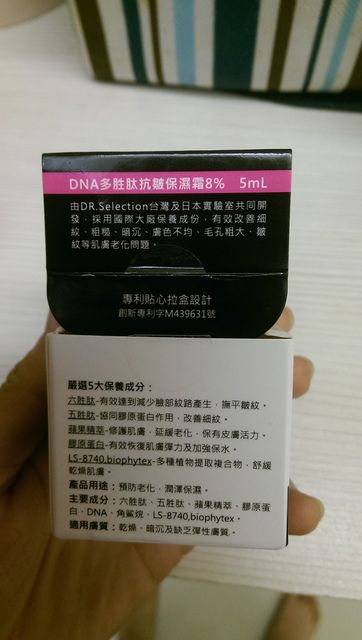 DNA多胜肽抗皺保濕霜8% 5mL
由DR.Selection台灣及日本實驗室共同開
發，採用國際大廠保養成份，有效改善細
紋、粗糙、暗沉、膚色不均、毛孔粗大、皺
紋等肌膚老化問題。
專利貼心拉盒設計
創新專利字M439631號
嚴選5大保養成分：
六胜肽-有效達到減少臉部紋路產生，撫平皺紋。
五胜肽-協同膠原蛋白作用，改善細紋。
蘋果精萃-修護肌膚，延緩老化，保有皮膚活力。
膠原蛋白-有效恢復肌膚彈力及加強保水。
LS-8740,biophytex-多種植物提取複合物，舒緩
乾燥肌膚。
產品用途：預防老化，潤澤保濕。
主要成分：六胜肽、五胜肽、蘋果精萃、膠原蛋
白、DNA、角鯊烷、LS-8740,biophytex。
適用膚質：乾燥、暗沉及缺乏彈性膚質。